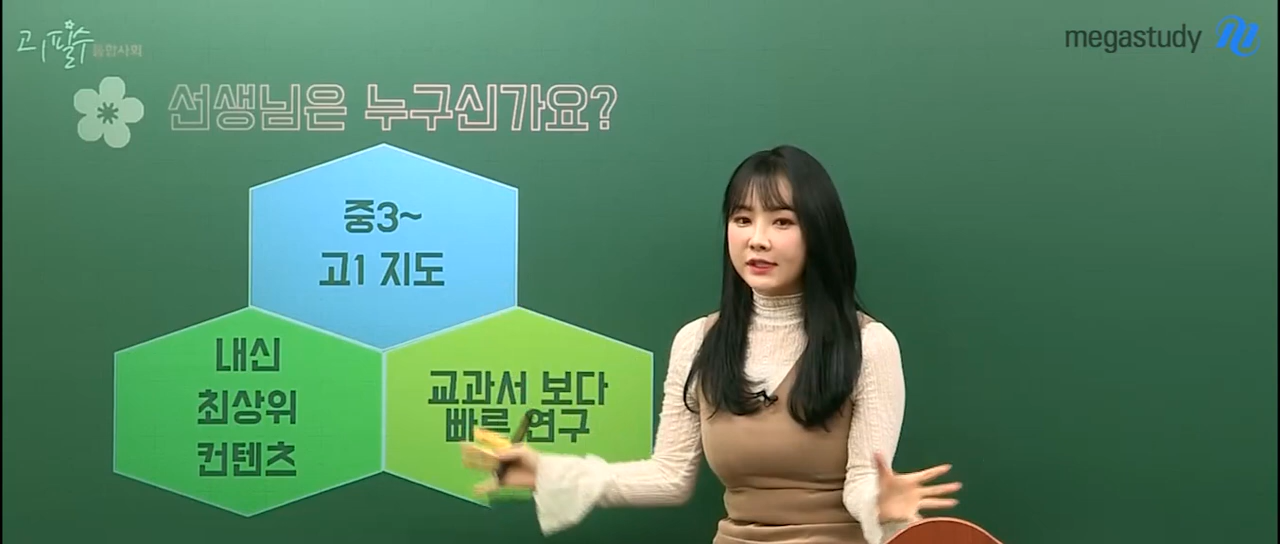 고1필수
통합사회
megastudy
선생님은 누구신가요?
중3~
고1 지도
내신
최상위
컨텐츠
교과서 보다
빠른 연구